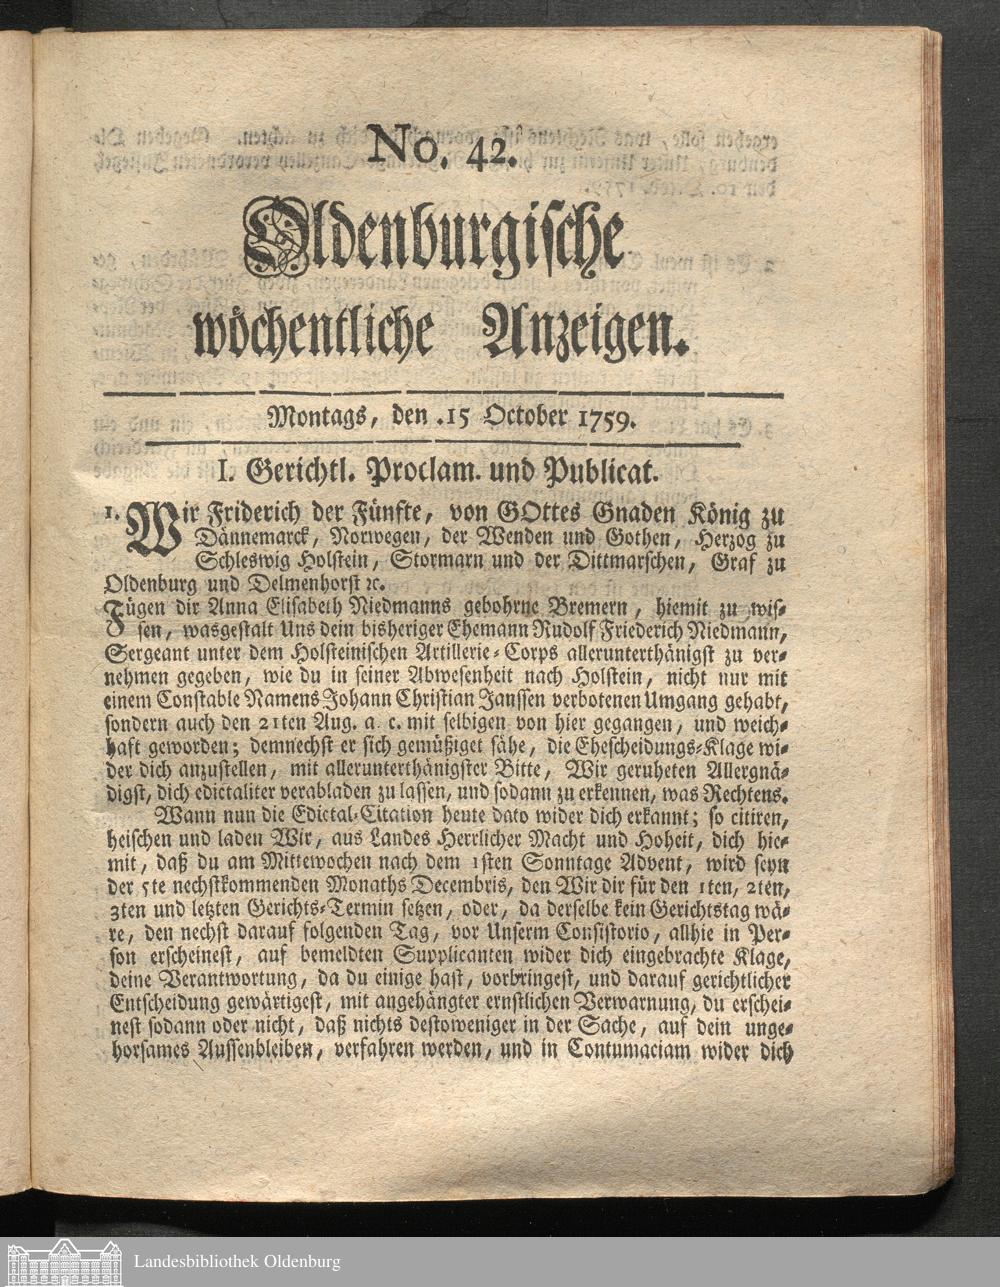 No. 42.
Oldenburgische
wöchentliche Anzeigen.
Montags, den .15 October 1759.
I. Gerichtl. Proclam. und Publicat.
1. Wir Friderich der Fünfte, von GOttes Gnaden König zu
Dännemarck, Norwegen, der Wenden und Gothen, Herzog zu
Schleswig Holstein, Stormarn und der Dittmarschen, Graf zu
Oldenburg und Delmenhorst ꝛc.
Fügen dir Anna Elisabeth Niedmanns gebohrne Bremern, hiemit zu wis-
sen, wasgestalt Uns dein bisheriger Ehemann Rudolf Friederich Niedmann,
Sergeant unter dem Holsteinischen Artillerie-Corps allerunterthänigst zu ver-
nehmen gegeben, wie du in seiner Abwesenheit nach Holstein, nicht nur mit
einem Constable Namens Johann Christian Janssen verbotenen Umgang gehabt,
sondern auch den 21ten Aug. a. c. mit selbigen von hier gegangen, und weich-
haft geworden; demnechst er sich gemüßiget sähe, die Ehescheidungs-Klage wi-
der dich anzustellen, mit allerunterthänigster Bitte, Wir geruheten Allergnä-
digst, dich edictaliter verabladen zu lassen, und sodann zu erkennen, was Rechtens.
Wann nun die Edictal-Citation heute dato wider dich erkannt; so citiren,
heischen und laden Wir, aus Landes Herrlicher Macht und Hoheit, dich hie-
mit, daß du am Mittewochen nach dem 1sten Sonntage Advent, wird seyn
der 5te nechstkommenden Monaths Decembris, den Wir dir für den 1ten, 2ten,
3ten und letzten Gerichts-Termin setzen, oder, da derselbe kein Gerichtstag wä-
re, den nechst darauf folgenden Tag, vor Unserm Consistorio, allhie in Per-
son erscheinest, auf bemeldten Supplicanten wider dich eingebrachte Klage,
deine Verantwortung, da du einige hast, vorbringest, und darauf gerichtlicher
Entscheidung gewärtigest, mit angehängter ernstlichen Verwarnung, du erschei-
nest sodann oder nicht, daß nichts destoweniger in der Sache, auf dein unge-
horsames Aussenbleiben, verfahren werden, und in Contumaciam wider dich
Landesbibliothek Oldenburg